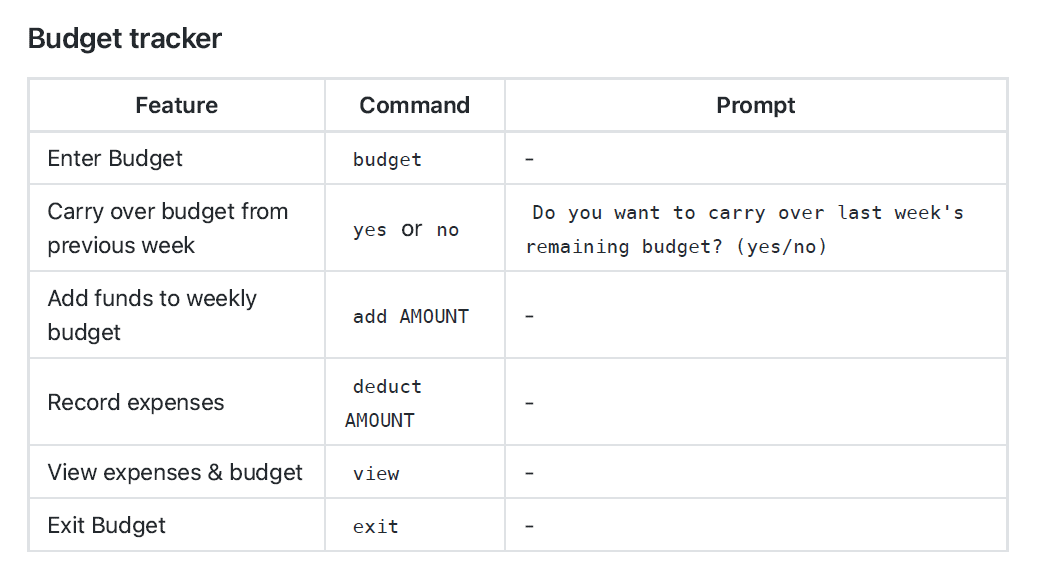 Budget tracker
Feature Command Prompt
Enter Budget budget -
Carry over budget from
previous week
yes or no
Do you want to carry over last week's
remaining budget? (yes/no)
Add funds to weekly
budget
add AMOUNT
-
Record expenses
deduct
AMOUNT
-
View expenses & budget view -
Exit Budget exit -